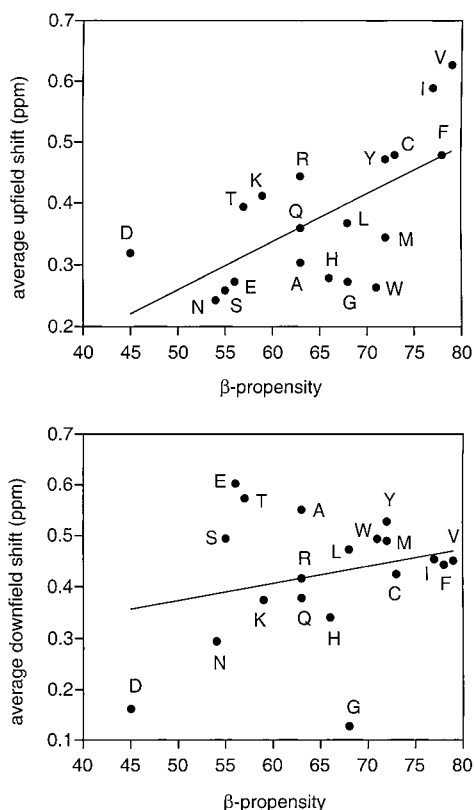 average upfield shift (ppm)
0.7
0.6
0.5
0.4
0.3
0.2
V
I
F
C
Y
R
K
T
Q
L
M
D
H
A
E
G
W
N
S
40 45 50 55 60 65 70 75 80
β-propensity
average downfield shift (ppm)
0.7
0.6
0.5
0.4
0.3
0.2
0.1
E
T
A
Y
S
W
M
V
L
R
I
F
C
K
Q
H
N
D
G
40 45 50 55 60 65 70 75 80
β-propensity